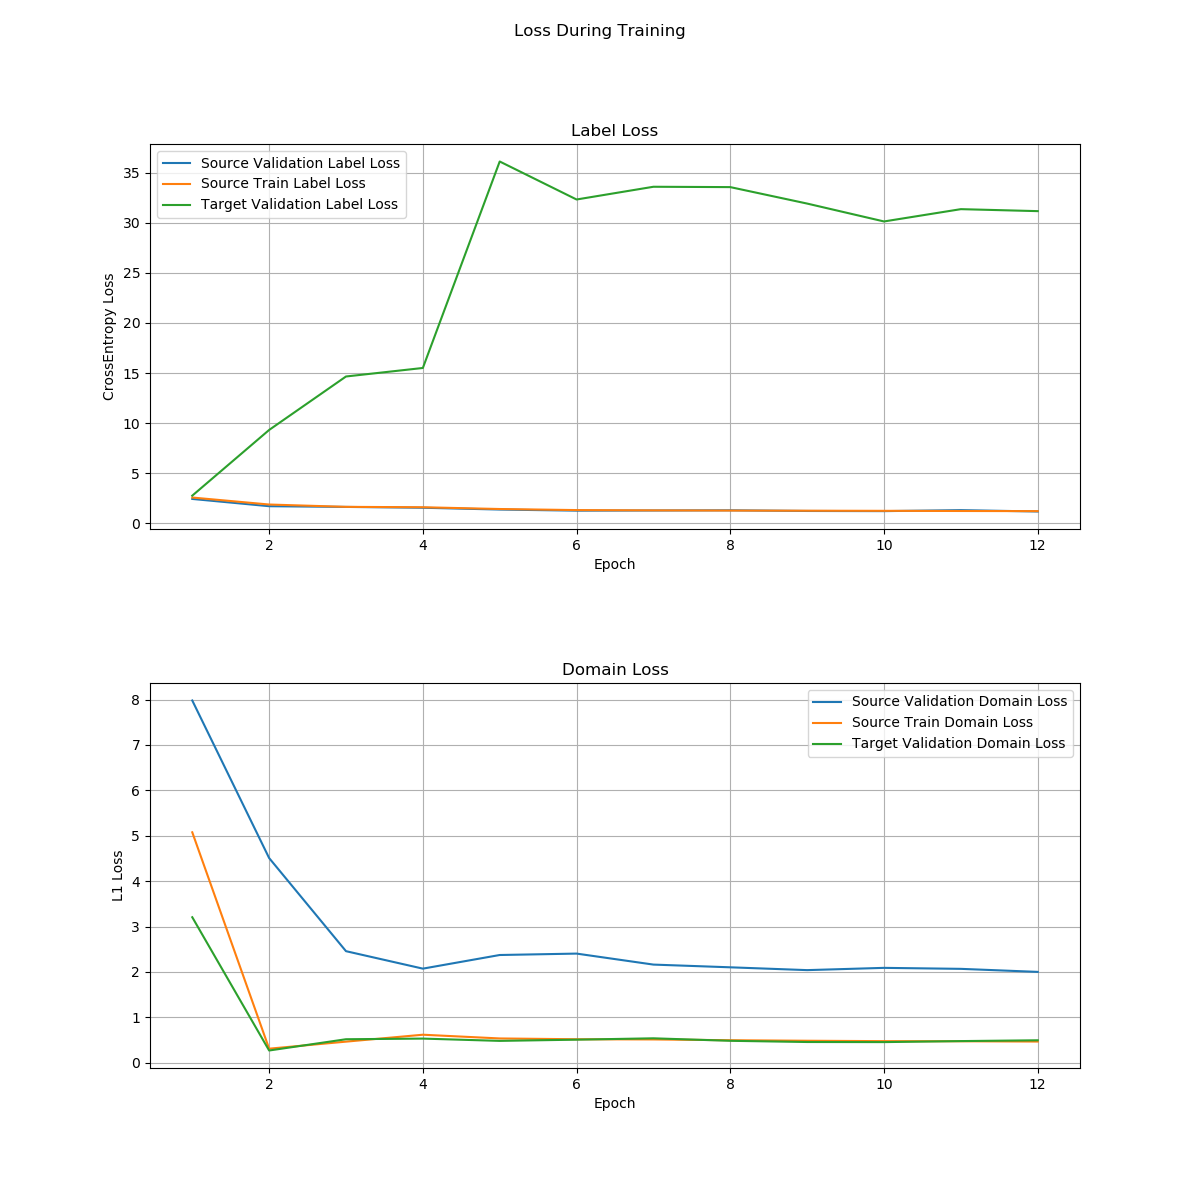 Loss During Training
Label Loss
Source Validation Label Loss
Source Train Label Loss
Target Validation Label Loss
35
30
25
20
15
10
5
0
CrossEntropy Loss
2 4 6 8 10 12
Epoch
Domain Loss
Source Validation Domain Loss
Source Train Domain Loss
Target Validation Domain Loss
8
7
6
5
4
3
2
1
0
L1 Loss
2 4 6 8 10 12
Epoch